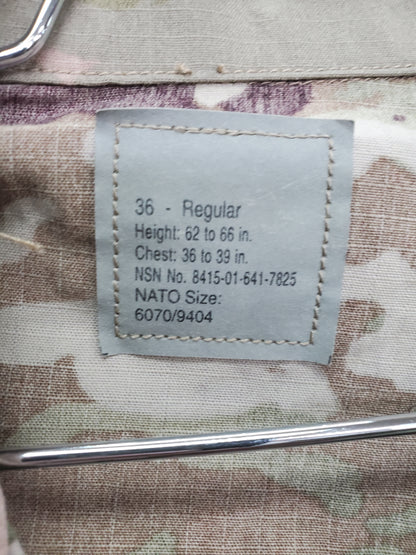 36 - Regular
Height: 62 to 66 in.
Chest: 36 to 39 in.
NSN No. 8415-01-641-7825
NATO Size:
6070/9404